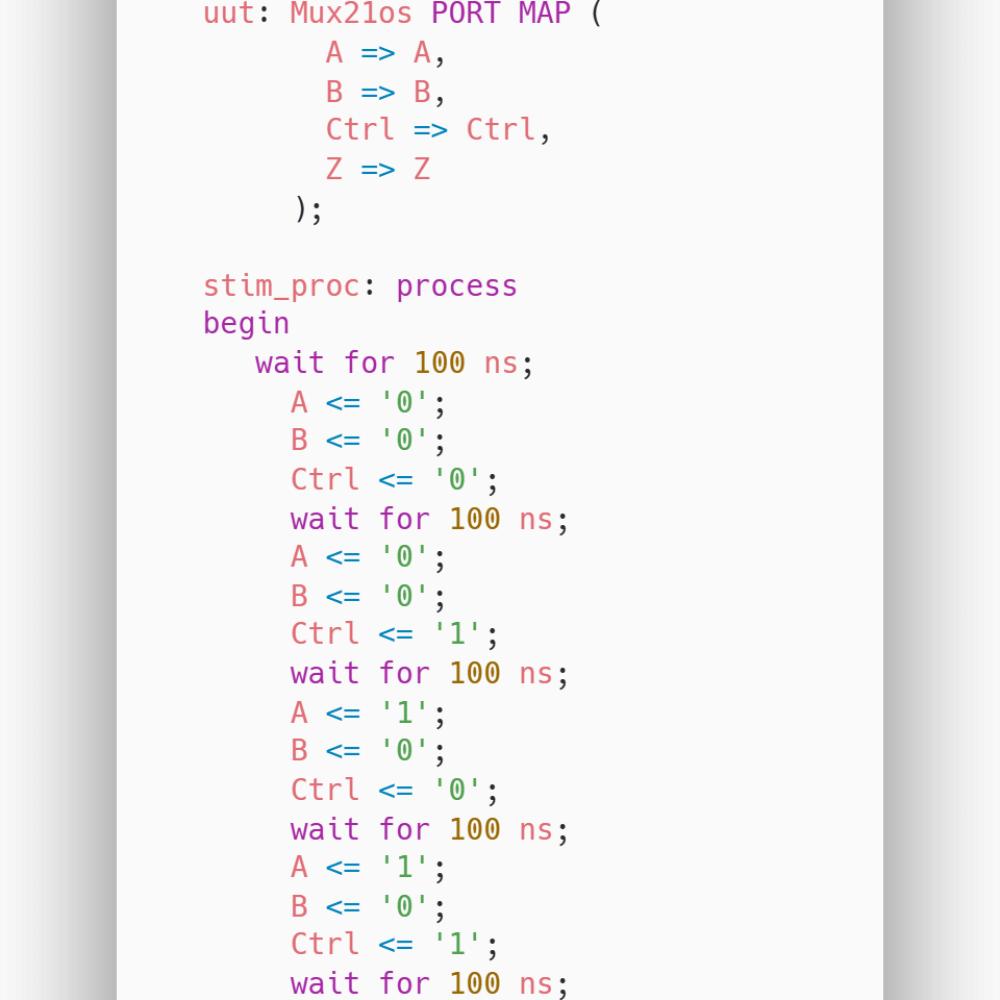 uut: Mux21os PORT MAP (
A => A,
B => B,
Ctrl => Ctrl,
Z => Z
);
stim_proc: process
begin
wait for 100 ns;
A <= '0';
B <= '0';
Ctrl <= '0';
wait for 100 ns;
A <= '0';
B <= '0';
Ctrl <= '1';
wait for 100 ns;
A <= '1';
B <= '0';
Ctrl <= '0';
wait for 100 ns;
A <= '1';
B <= '0';
Ctrl <= '1';
wait for 100 ns;